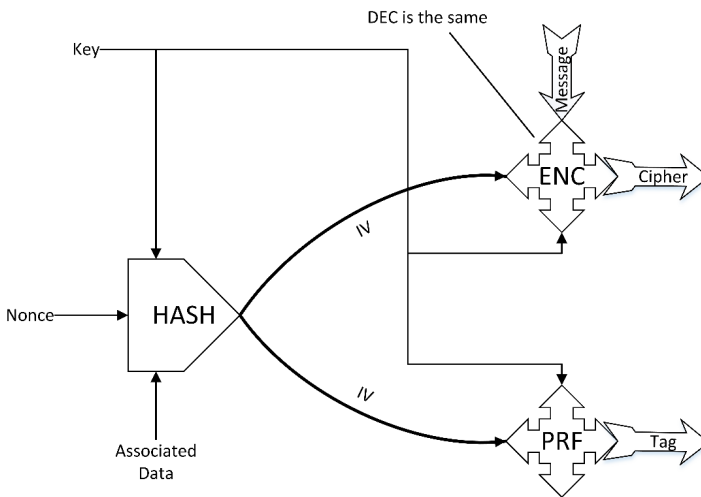 DEC is the same
Key
Message
ENC
Cipher
IV
Nonce
HASH
IV
Associated
Data
PRF
Tag